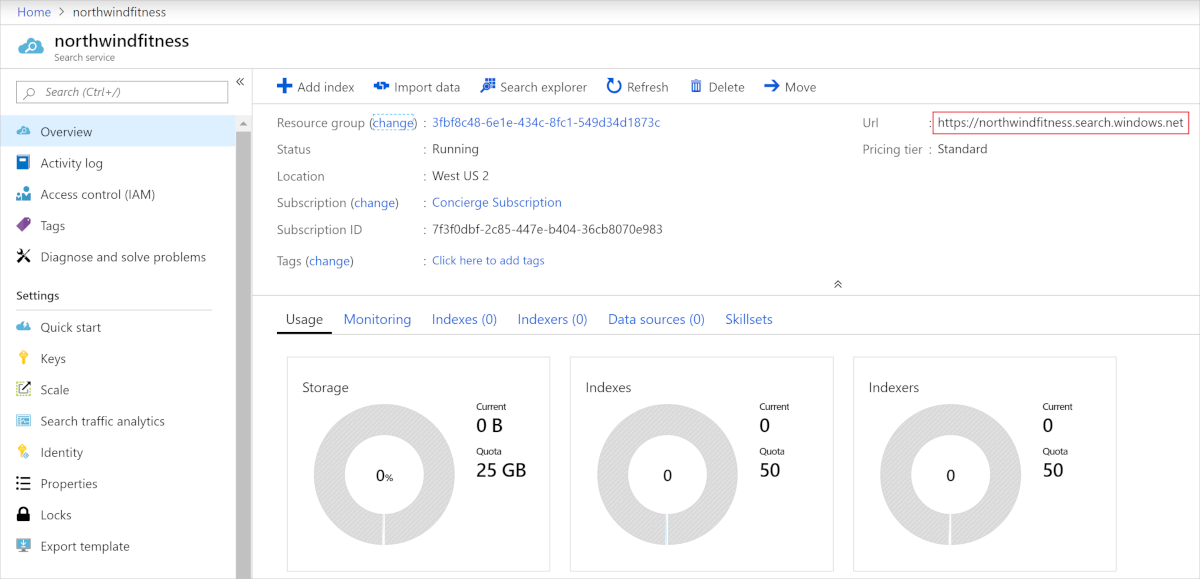 Home > northwindfitness
northwindfitness
Search service
Search (Ctrl+/)
«
Overview
Activity log
Access control (IAM)
Tags
Diagnose and solve problems
Settings
Quick start
Keys
Scale
Search traffic analytics
Identity
Properties
Locks
Export template
Add index Import data Search explorer Refresh Delete Move
Resource group (change) : 3fbf8c48-6e1e-434c-8fc1-549d34d1873c
Status : Running
Location : West US 2
Subscription (change) : Concierge Subscription
Subscription ID : 7f3f0dbf-2c85-447e-b404-36cb8070e983
Tags (change) : Click here to add tags
Url : https://northwindfitness.search.windows.net
Pricing tier : Standard
Usage Monitoring Indexes (0) Indexers (0) Data sources (0) Skillsets
Storage
0%
Current
0 B
Quota
25 GB
Indexes
0
Current
0
Quota
50
Indexers
0
Current
0
Quota
50